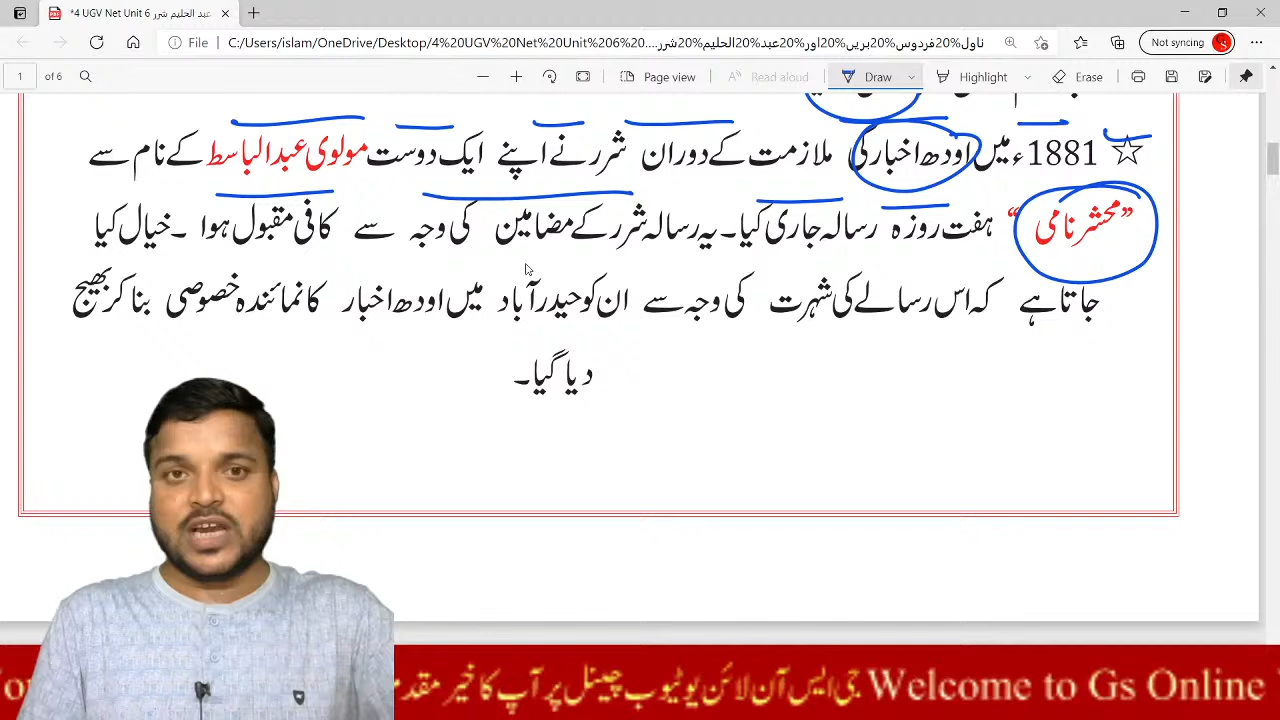 *4 UGV Net Unit 6 عبد الحلیم شرر
File
C:/Users/islam/OneDrive/Desktop/4%20UGV%20Net%20Unit%206%20...ناول%20فردوس%20بریں%20اور%20عبد%20الحلیم%20شرر....
Not syncing
1 of 6
Page view
Read aloud
Draw
Highlight
Erase
☆ 1881ء میں اودھ اخبار کی ملازمت کے دوران شرر نے اپنے ایک دوست مولوی عبدالباسط کے نام سے
”محشر نامی“ ہفت روزہ رسالہ جاری کیا۔ یہ رسالہ شرر کے مضامین کی وجہ سے کافی مقبول ہوا ۔ خیال کیا
جاتا ہے کہ اس رسالے کی شہرت کی وجہ سے ان کو حیدرآباد میں اودھ اخبار کا نمائندہ خصوصی بنا کر بھیج
دیا گیا۔
Welcome to Gs Online جی ایس آن لائن یوٹیوب چینل پر آپ کا خیر مقدم